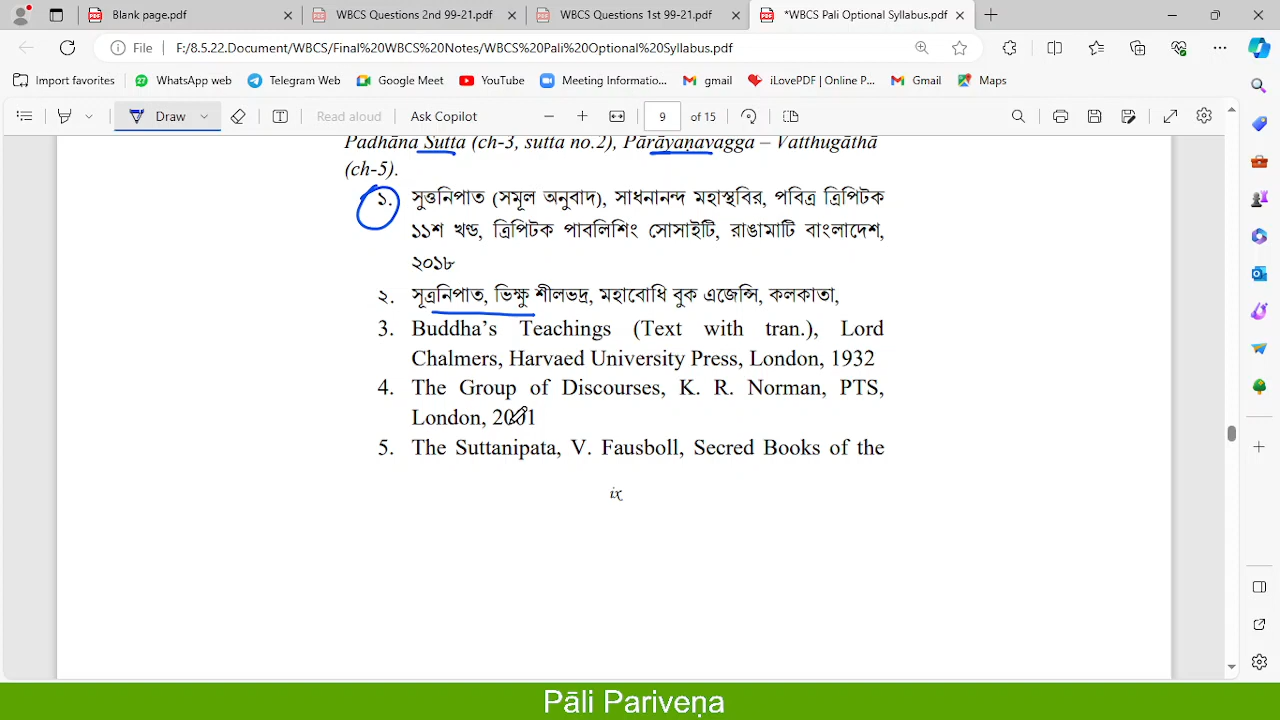 Blank page.pdf
WBCS Questions 2nd 99-21.pdf
WBCS Questions 1st 99-21.pdf
*WBCS Pali Optional Syllabus.pdf
File
F:/8.5.22.Document/WBCS/Final%20WBCS%20Notes/WBCS%20Pali%20Optional%20Syllabus.pdf
Import favorites
WhatsApp web
Telegram Web
Google Meet
YouTube
Meeting Informatio...
gmail
iLovePDF | Online P...
Gmail
Maps
Draw
Read aloud
Ask Copilot
9 of 15
Padhāna Sutta (ch-3, sutta no.2), Pārāyaṇavagga – Vatthugāthā
(ch-5).
১. সুত্তনিপাত (সমূল অনুবাদ), সাধনানন্দ মহাস্থবির, পবিত্র ত্রিপিটক
১১শ খন্ড, ত্রিপিটক পাবলিশিং সোসাইটি, রাঙামাটি বাংলাদেশ,
২০১৮
২. সূত্রনিপাত, ভিক্ষু শীলভদ্র, মহাবোধি বুক এজেন্সি, কলকাতা,
3. Buddha's Teachings (Text with tran.), Lord
Chalmers, Harvaed University Press, London, 1932
4. The Group of Discourses, K. R. Norman, PTS,
London, 2001
5. The Suttanipata, V. Fausboll, Secred Books of the
ix
Pāli Pariveṇa